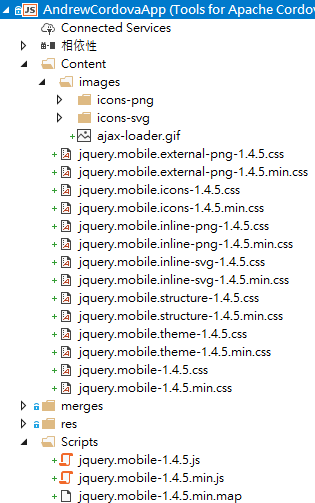 AndrewCordovaApp (Tools for Apache Cordov
Connected Services
相依性
Content
images
icons-png
icons-svg
ajax-loader.gif
jquery.mobile.external-png-1.4.5.css
jquery.mobile.external-png-1.4.5.min.css
jquery.mobile.icons-1.4.5.css
jquery.mobile.icons-1.4.5.min.css
jquery.mobile.inline-png-1.4.5.css
jquery.mobile.inline-png-1.4.5.min.css
jquery.mobile.inline-svg-1.4.5.css
jquery.mobile.inline-svg-1.4.5.min.css
jquery.mobile.structure-1.4.5.css
jquery.mobile.structure-1.4.5.min.css
jquery.mobile.theme-1.4.5.css
jquery.mobile.theme-1.4.5.min.css
jquery.mobile-1.4.5.css
jquery.mobile-1.4.5.min.css
merges
res
Scripts
jquery.mobile-1.4.5.js
jquery.mobile-1.4.5.min.js
jquery.mobile-1.4.5.min.map